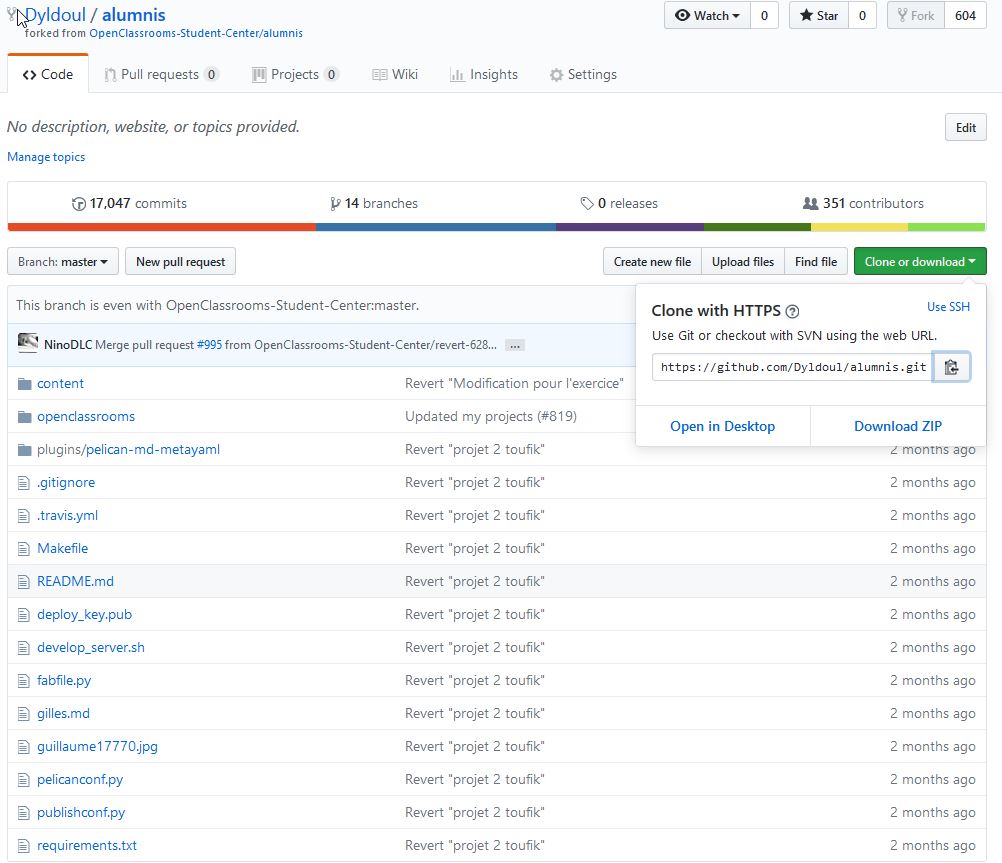 Dyldoul / alumnis
Watch 0 Star 0 Fork 604
forked from OpenClassrooms-Student-Center/alumnis
Code Pull requests 0 Projects 0 Wiki Insights Settings
No description, website, or topics provided. Edit
Manage topics
17,047 commits 14 branches 0 releases 351 contributors
Branch: master New pull request Create new file Upload files Find file Clone or download
This branch is even with OpenClassrooms-Student-Center:master.
Clone with HTTPS Use SSH
Use Git or checkout with SVN using the web URL.
https://github.com/Dyldoul/alumnis.git
Open in Desktop Download ZIP
NinoDLC Merge pull request #995 from OpenClassrooms-Student-Center/revert-628... ...
content Revert "Modification pour l'exercice"
openclassrooms Updated my projects (#819)
plugins/pelican-md-metayaml Revert "projet 2 toufik" 2 months ago
.gitignore Revert "projet 2 toufik" 2 months ago
.travis.yml Revert "projet 2 toufik" 2 months ago
Makefile Revert "projet 2 toufik" 2 months ago
README.md Revert "projet 2 toufik" 2 months ago
deploy_key.pub Revert "projet 2 toufik" 2 months ago
develop_server.sh Revert "projet 2 toufik" 2 months ago
fabfile.py Revert "projet 2 toufik" 2 months ago
gilles.md Revert "projet 2 toufik" 2 months ago
guillaume17770.jpg Revert "projet 2 toufik" 2 months ago
pelicanconf.py Revert "projet 2 toufik" 2 months ago
publishconf.py Revert "projet 2 toufik" 2 months ago
requirements.txt Revert "projet 2 toufik" 2 months ago